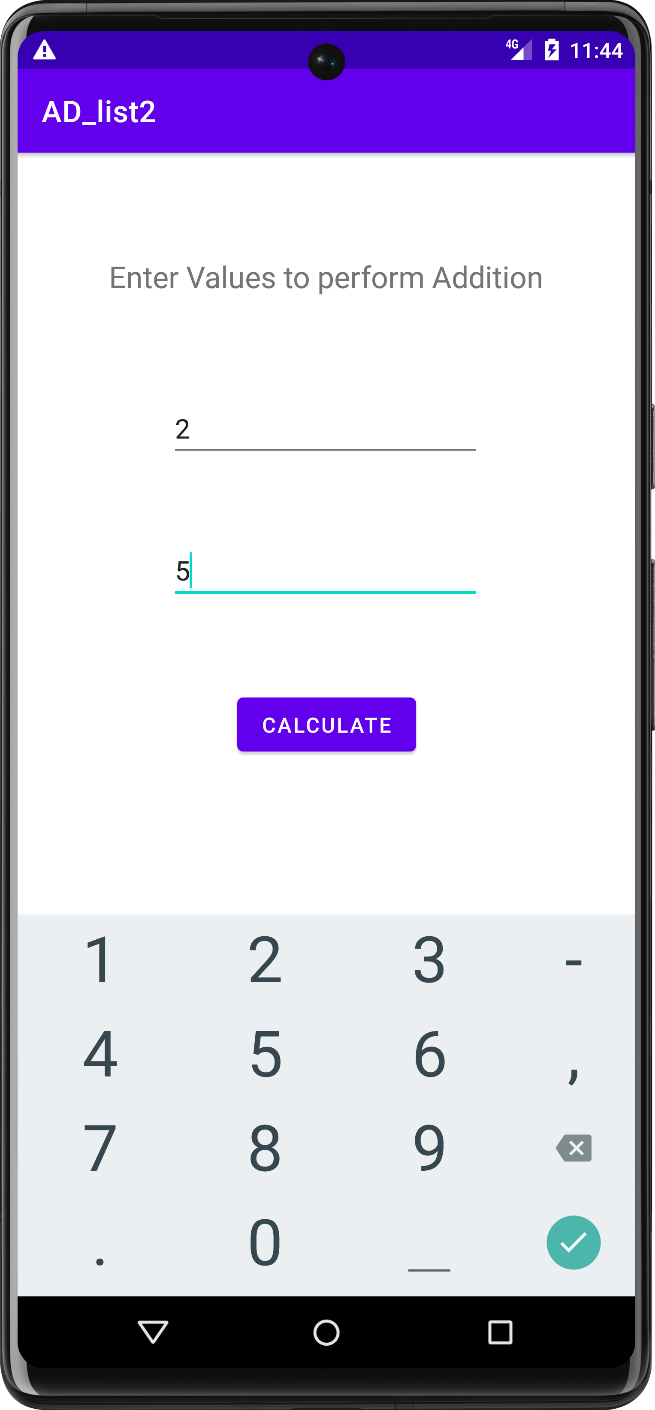 4G 11:44
AD_list2
Enter Values to perform Addition
2
5
CALCULATE
1 2 3 -
4 5 6 ,
7 8 9
. 0 _